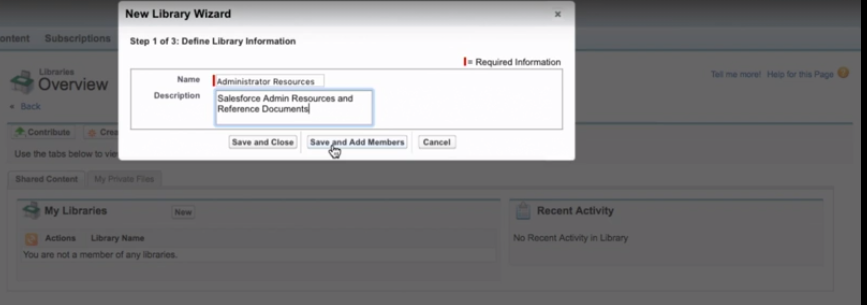 New Library Wizard
×
Step 1 of 3: Define Library Information
= Required Information
Name
Administrator Resources
Description
Salesforce Admin Resources and
Reference Documents
Save and Close
Save and Add Members
Cancel
ontent
Subscriptions
Libraries
Overview
Tell me more!
Help for this Page
Back
Contribute
Crea
Use the tabs below to vie
Shared Content
My Private Files
My Libraries
New
Actions
Library Name
You are not a member of any libraries.
Recent Activity
No Recent Activity in Library